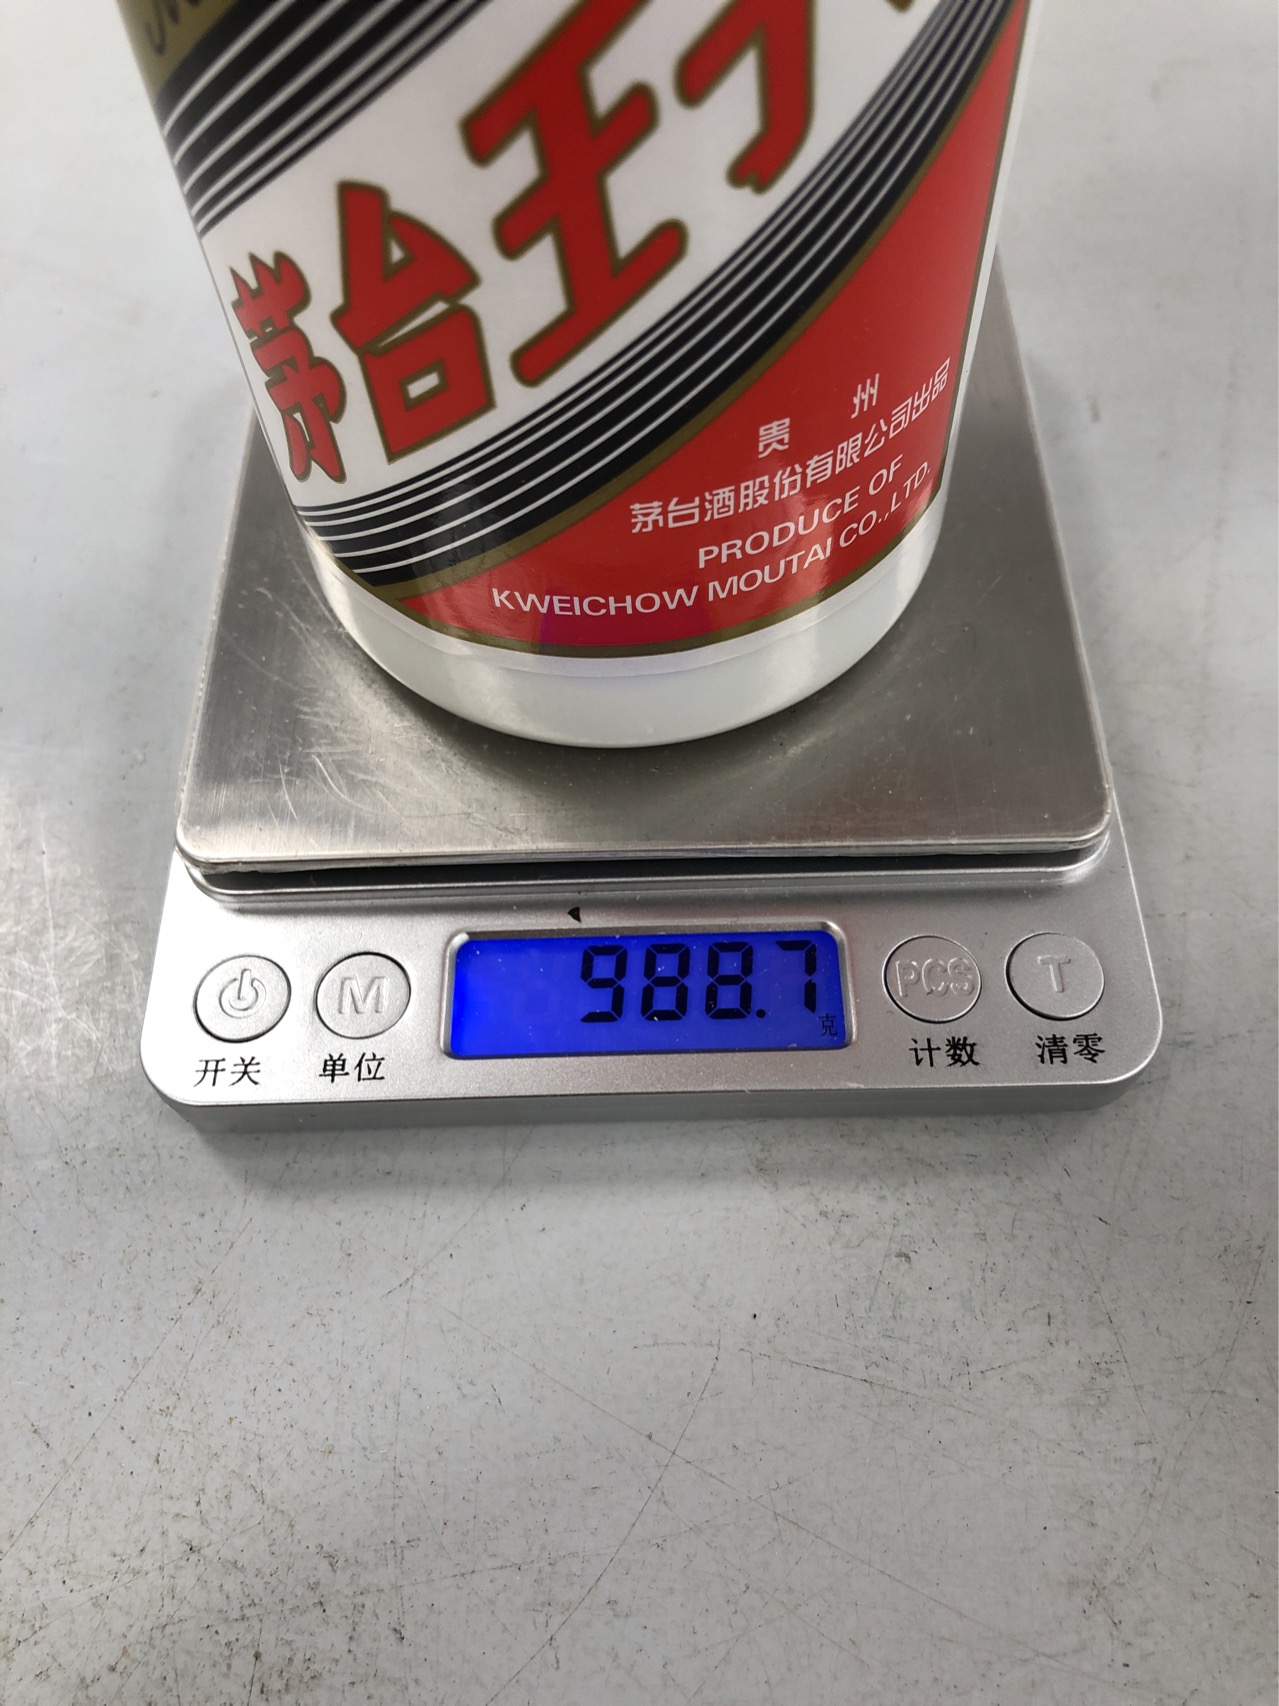 茅台王子
贵 州
茅台酒股份有限公司出品
PRODUCE OF
KWEICHOW MOUTAI CO.,LTD.
988.7
克
M
PCS
T
开关
单位
计数
清零